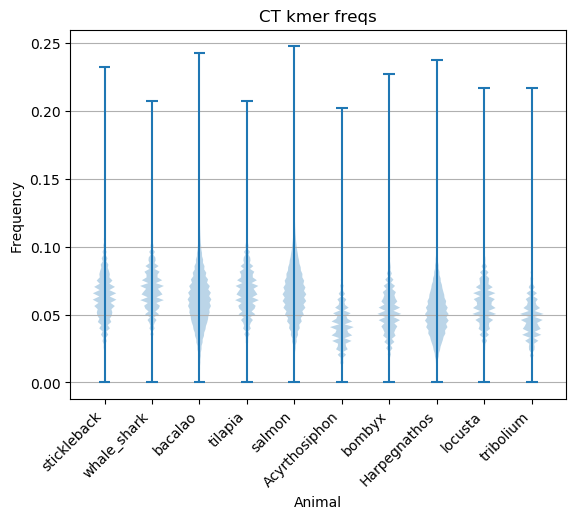 CT kmer freqs
Frequency
0.25
0.20
0.15
0.10
0.05
0.00
stickleback
whale_shark
bacalao
tilapia
salmon
Acyrthosiphon
bombyx
Harpegnathos
locusta
tribolium
Animal